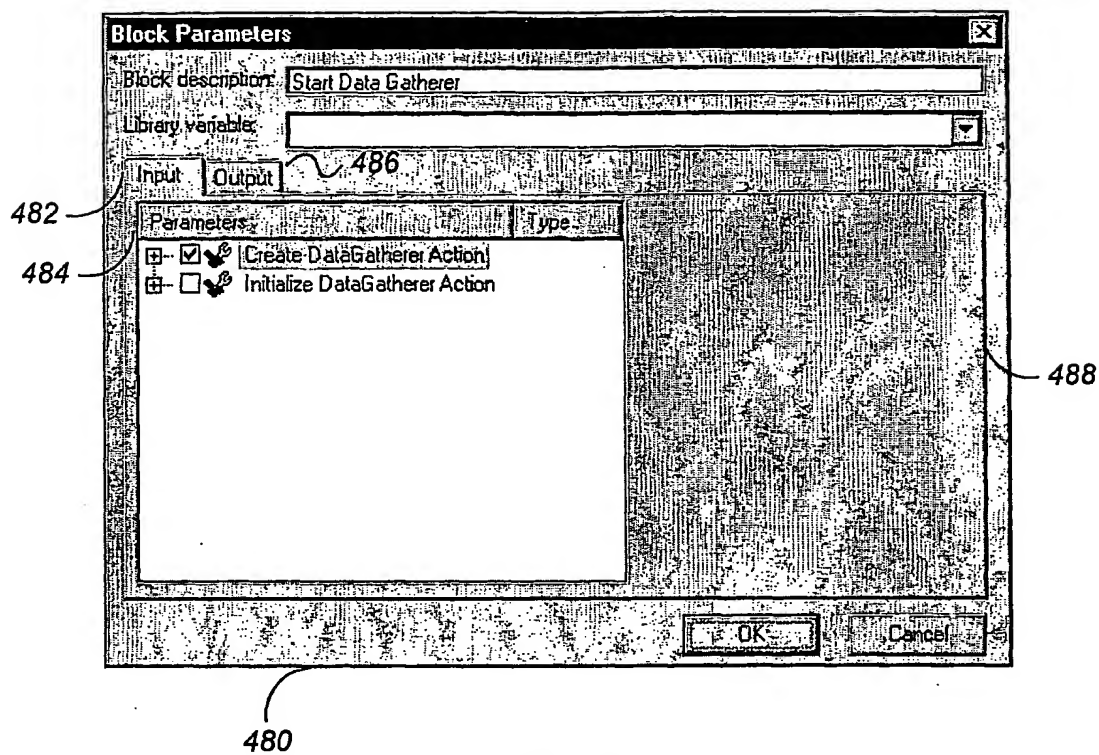 Block Parameters
Block description: Start Data Gatherer
Library variable:
Input Output 486
482
Parameters Type
484
Create DataGatherer Action
Initialize DataGatherer Action
488
OK Cancel
480